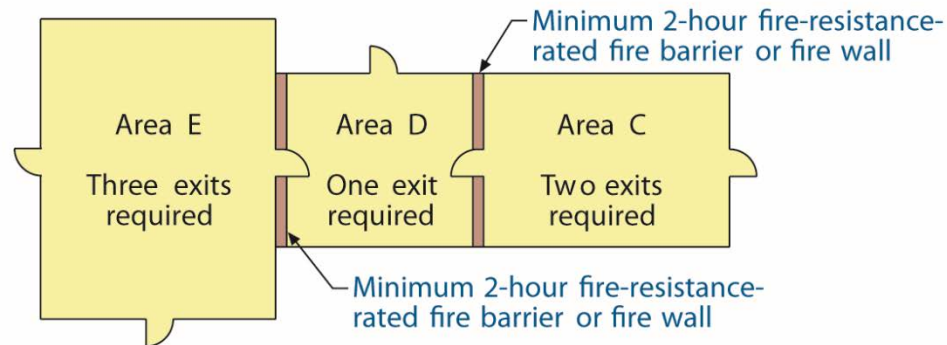 Minimum 2-hour fire-resistance-
rated fire barrier or fire wall
Area E
Three exits
required
Area D
One exit
required
Area C
Two exits
required
Minimum 2-hour fire-resistance-
rated fire barrier or fire wall